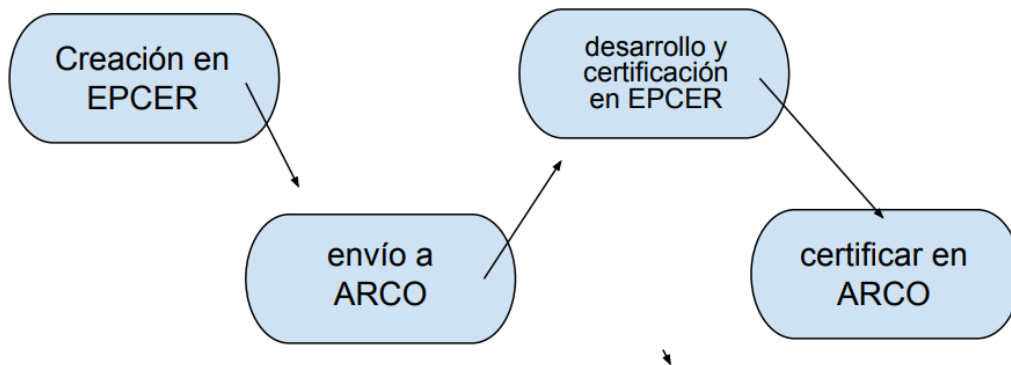 Creación en
EPCER
envío a
ARCO
desarrollo y
certificación
en EPCER
certificar en
ARCO